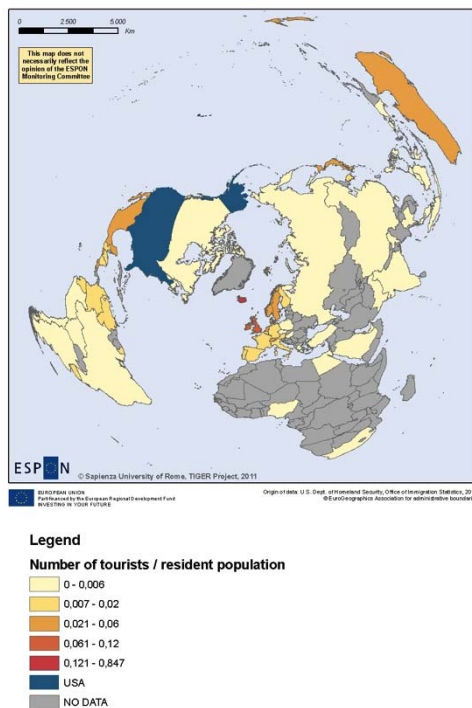 0 2.500 5.000
Km
This map does not
necessarily reflect the
opinion of the ESPON
Monitoring Committee
ESPON
© Sapienza University of Rome, TIGER Project, 2011
EUROPEAN UNION
Part-financed by the European Regional Development Fund
INVESTING IN YOUR FUTURE
Origin of data: U.S. Dept. of Homeland Security, Office of Immigration Statistics, 20
© EuroGeographics Association for administrative boundari
Legend
Number of tourists / resident population
0 - 0,006
0,007 - 0,02
0,021 - 0,06
0,061 - 0,12
0,121 - 0,847
USA
NO DATA